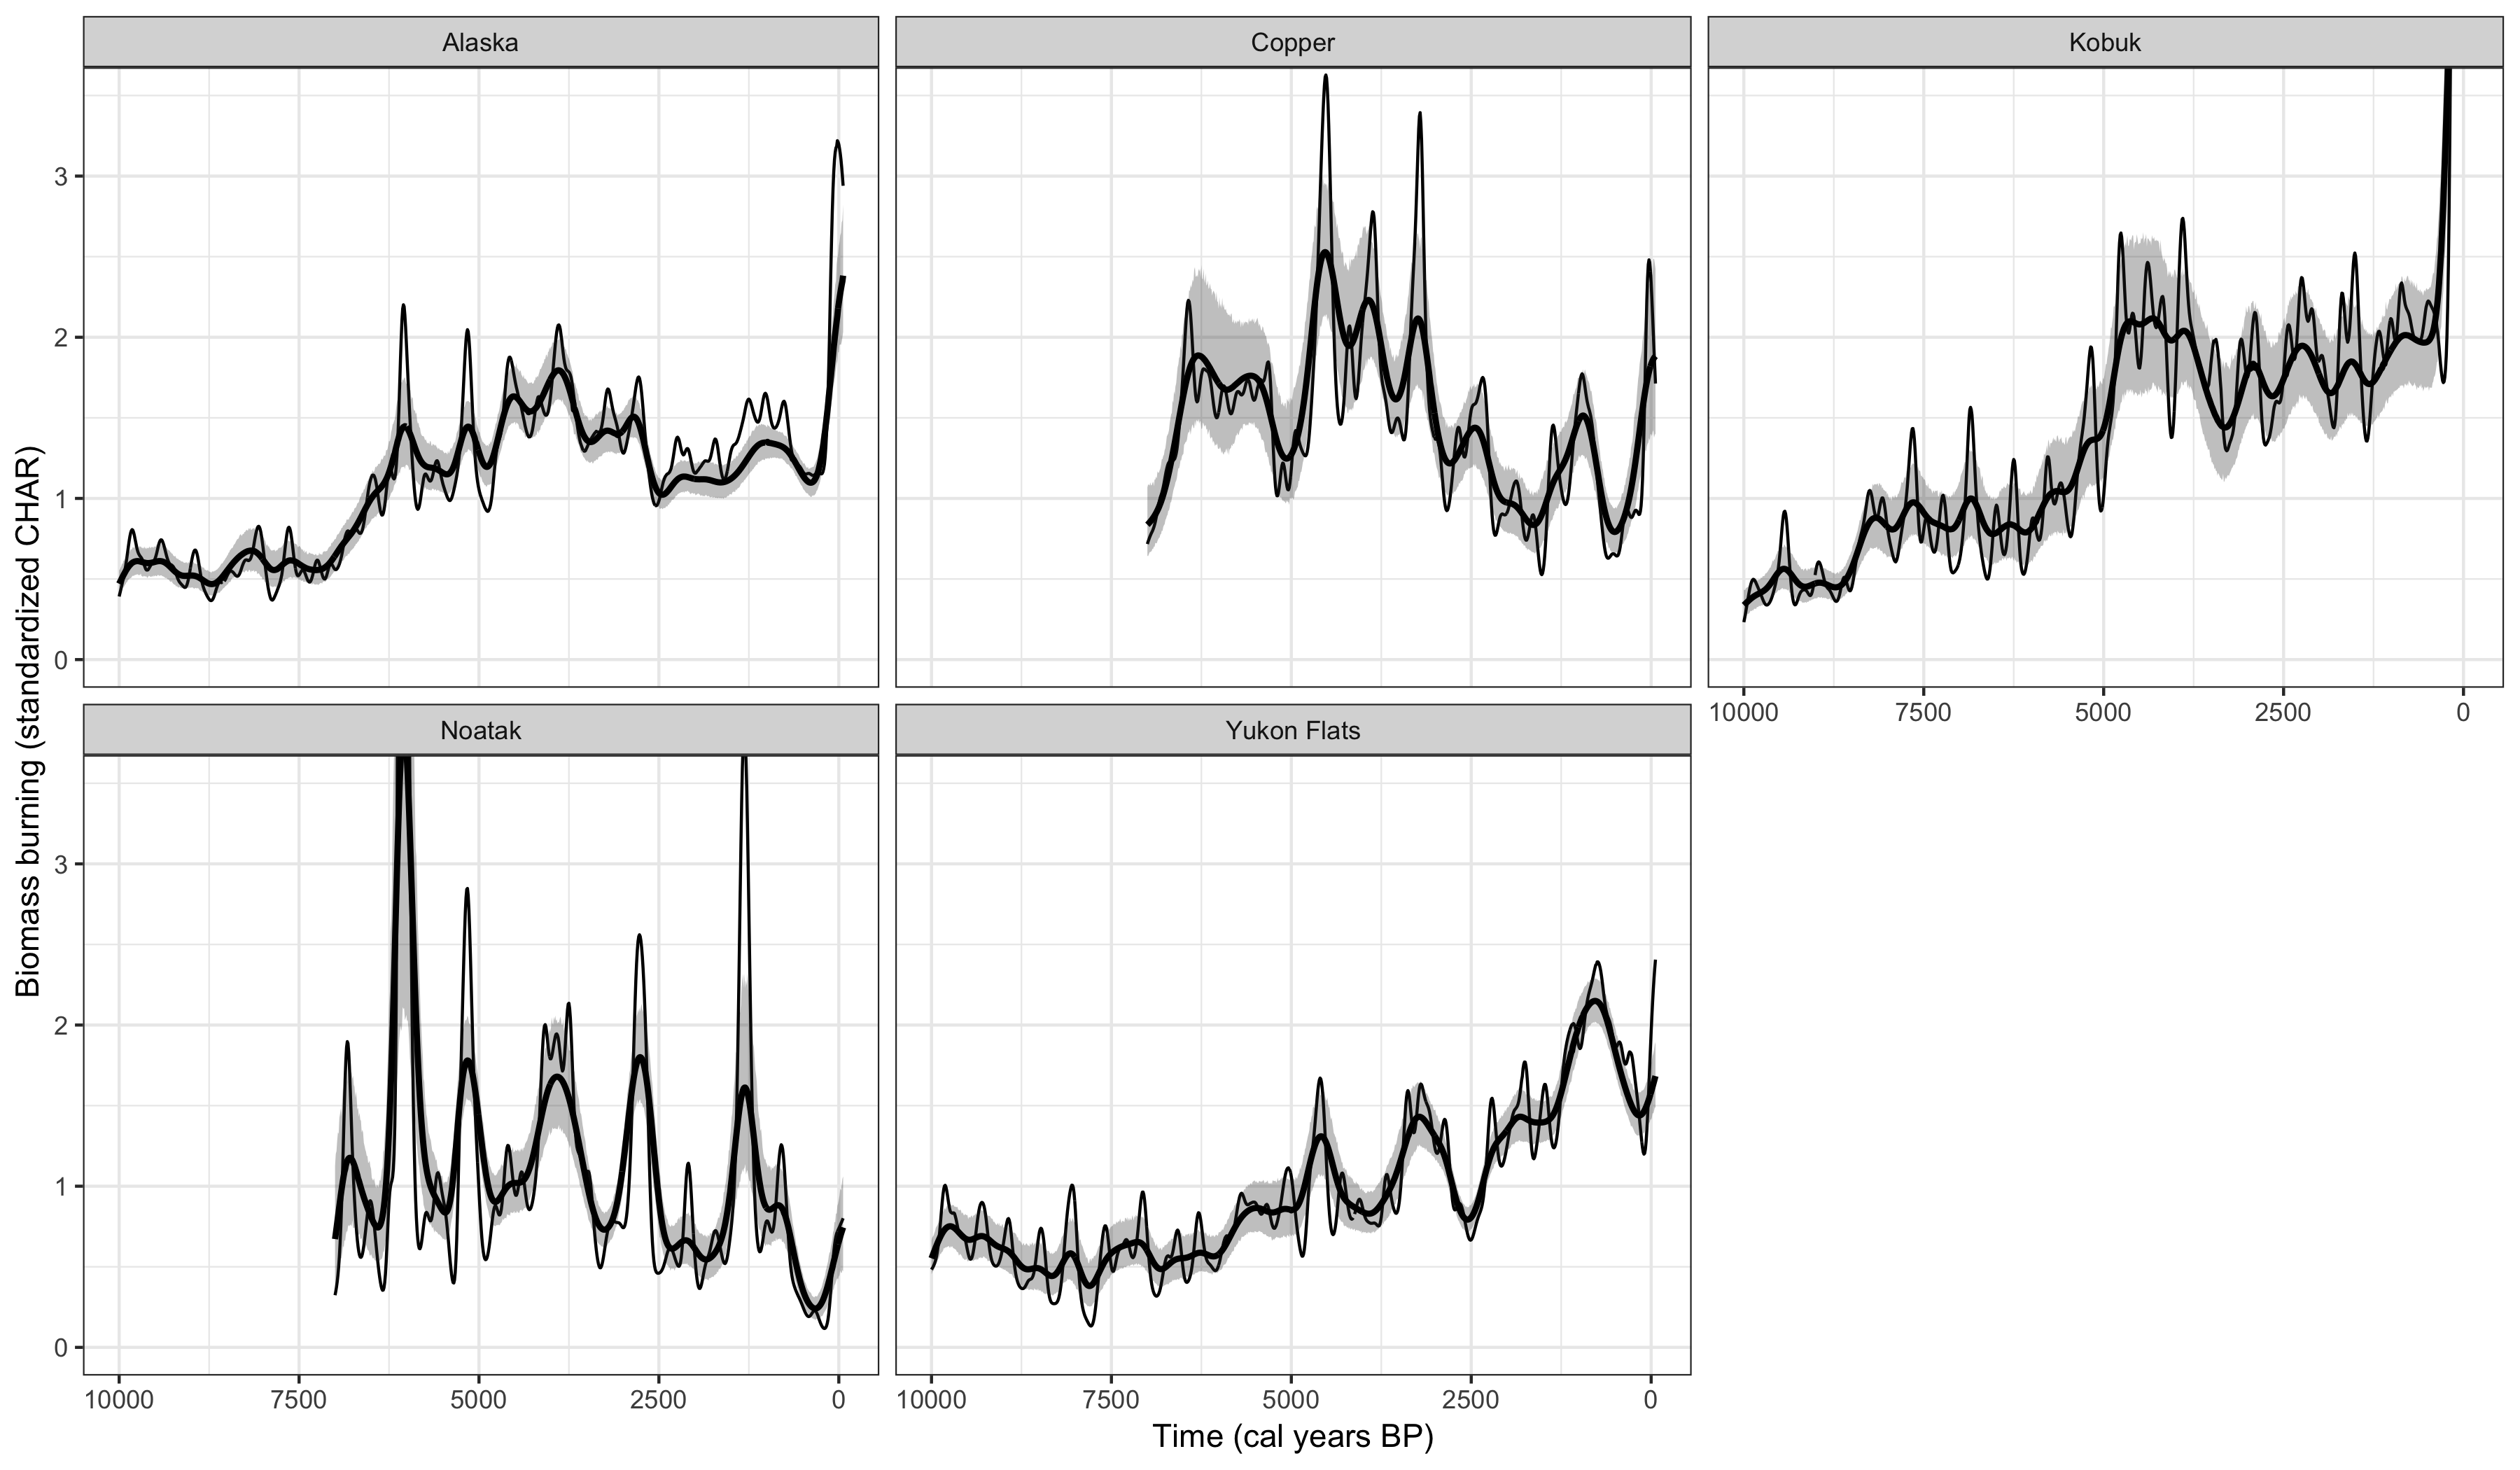 Alaska
Copper
Kobuk
3
2
1
0
10000 7500 5000 2500 0
Noatak
Yukon Flats
3
2
1
0
10000 7500 5000 2500 0
10000 7500 5000 2500 0
Time (cal years BP)
Biomass burning (standardized CHAR)